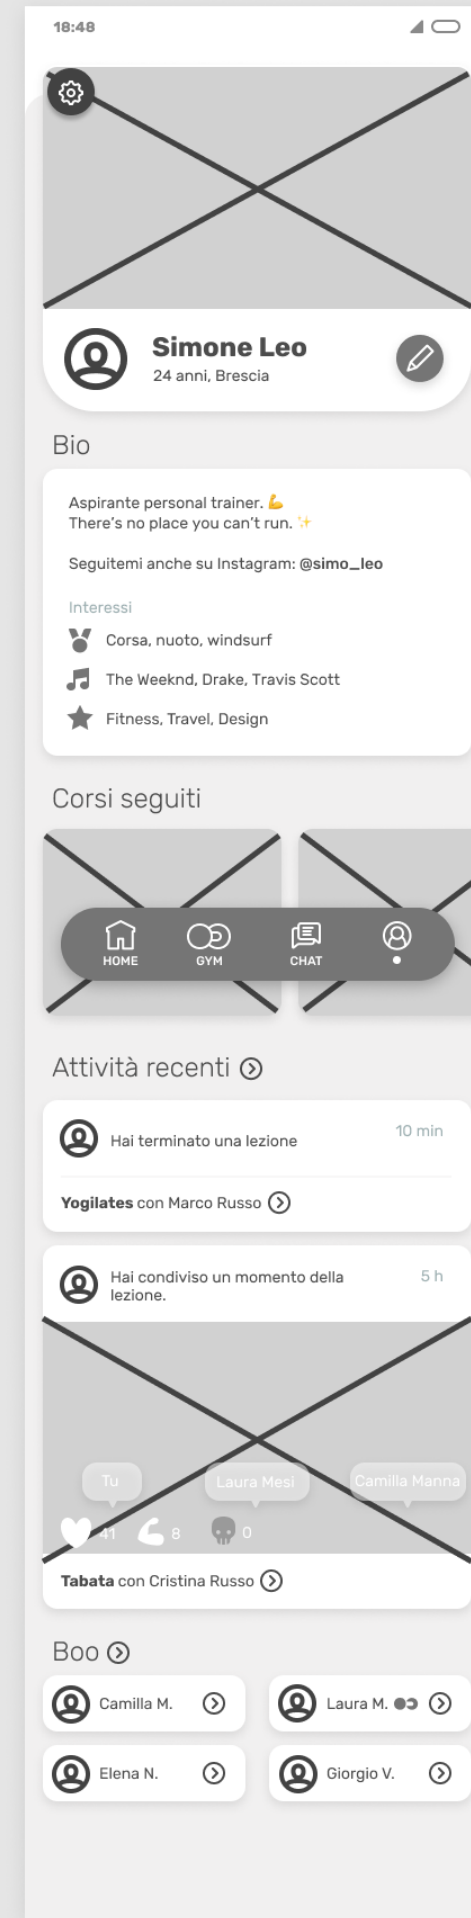 18:48
Simone Leo
24 anni, Brescia
Bio
Aspirante personal trainer. 💪
There's no place you can't run. ✨
Seguitemi anche su Instagram: @simo_leo
Interessi
Corsa, nuoto, windsurf
The Weeknd, Drake, Travis Scott
Fitness, Travel, Design
Corsi seguiti
HOME GYM CHAT
Attività recenti
Hai terminato una lezione 10 min
Yogilates con Marco Russo
Hai condiviso un momento della 5 h
lezione.
Tu Laura Mesi Camilla Manna
41 8 0
Tabata con Cristina Russo
Boo
Camilla M. Laura M.
Elena N. Giorgio V.